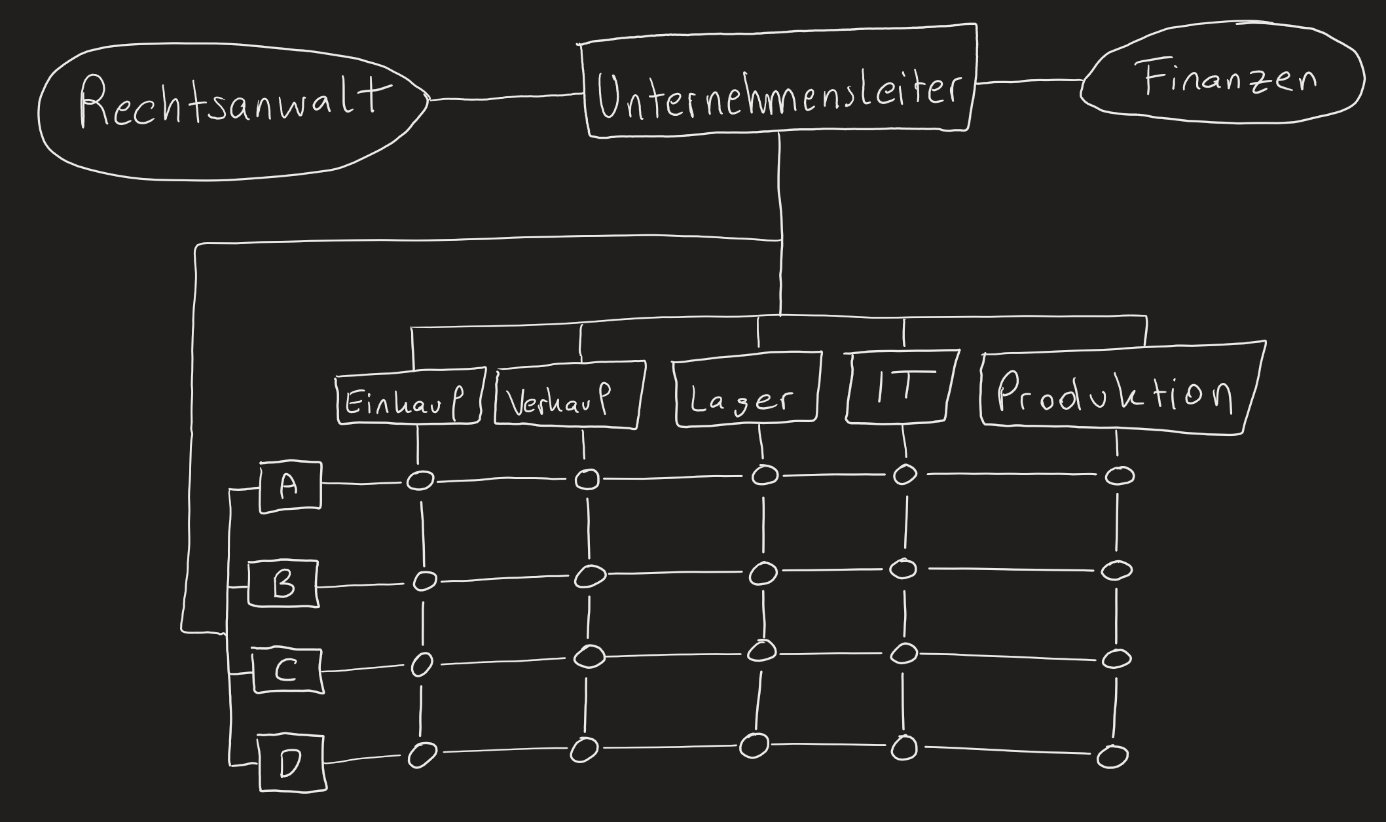 Rechtsanwalt
Unternehmensleiter
Finanzen
Einkauf
Verkauf
Lager
IT
Produktion
A
B
C
D